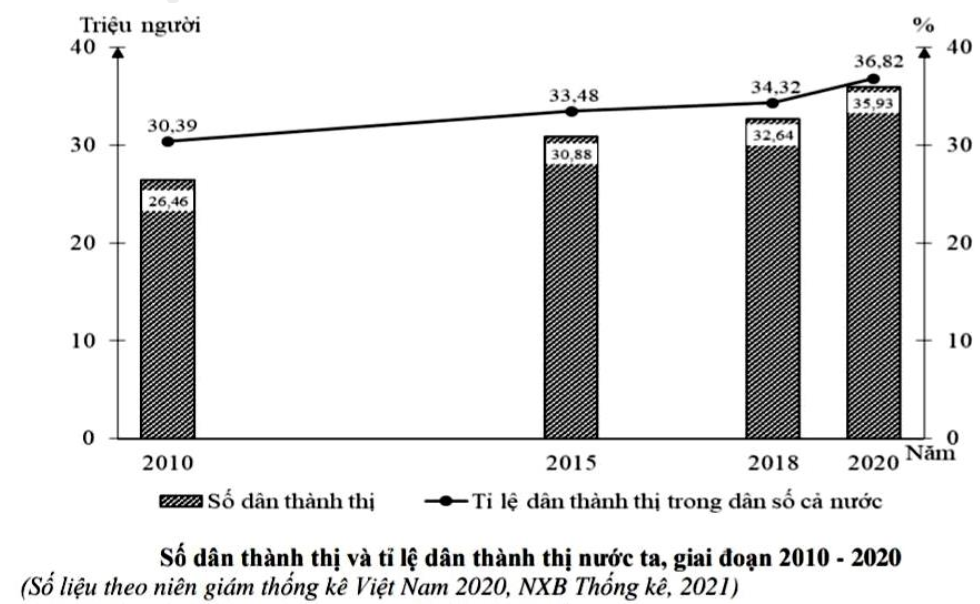 Triệu người %
40 40
36,82
35,93
34,32
33,48
32,64
30,39
30,88
30 30
26,46
20 20
10 10
0 0
2010 2015 2018 2020 Năm
Số dân thành thị Tỉ lệ dân thành thị trong dân số cả nước
Số dân thành thị và tỉ lệ dân thành thị nước ta, giai đoạn 2010 - 2020
(Số liệu theo niên giám thống kê Việt Nam 2020, NXB Thống kê, 2021)